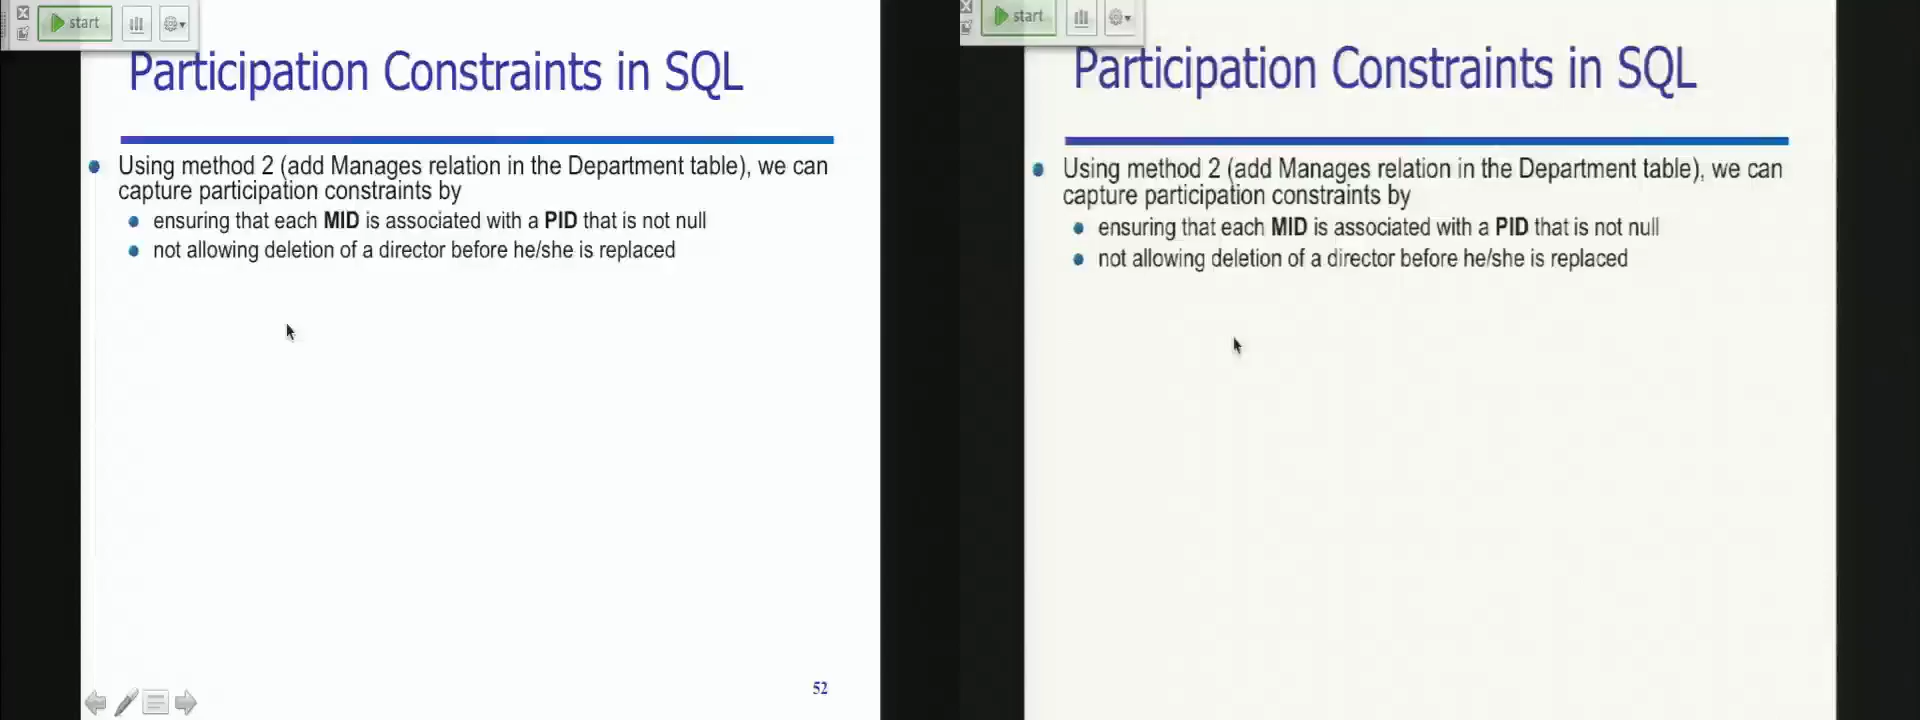 start
Participation Constraints in SQL
Using method 2 (add Manages relation in the Department table), we can
capture participation constraints by
ensuring that each MID is associated with a PID that is not null
not allowing deletion of a director before he/she is replaced
52
start
Participation Constraints in SQL
Using method 2 (add Manages relation in the Department table), we can
capture participation constraints by
ensuring that each MID is associated with a PID that is not null
not allowing deletion of a director before he/she is replaced